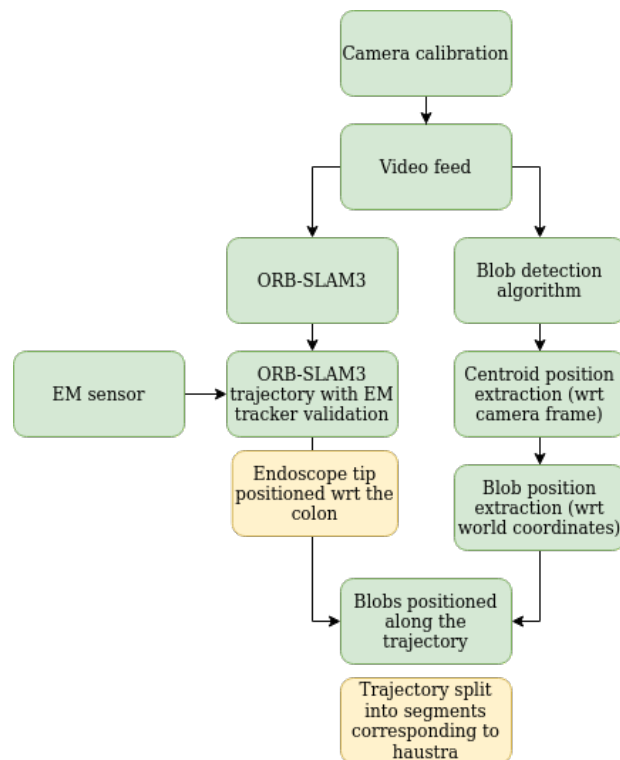 Camera calibration
Video feed
ORB-SLAM3
Blob detection
algorithm
EM sensor
ORB-SLAM3
trajectory with EM
tracker validation
Centroid position
extraction (wrt
camera frame)
Endoscope tip
positioned wrt the
colon
Blob position
extraction (wrt
world coordinates)
Blobs positioned
along the
trajectory
Trajectory split
into segments
corresponding to
haustra